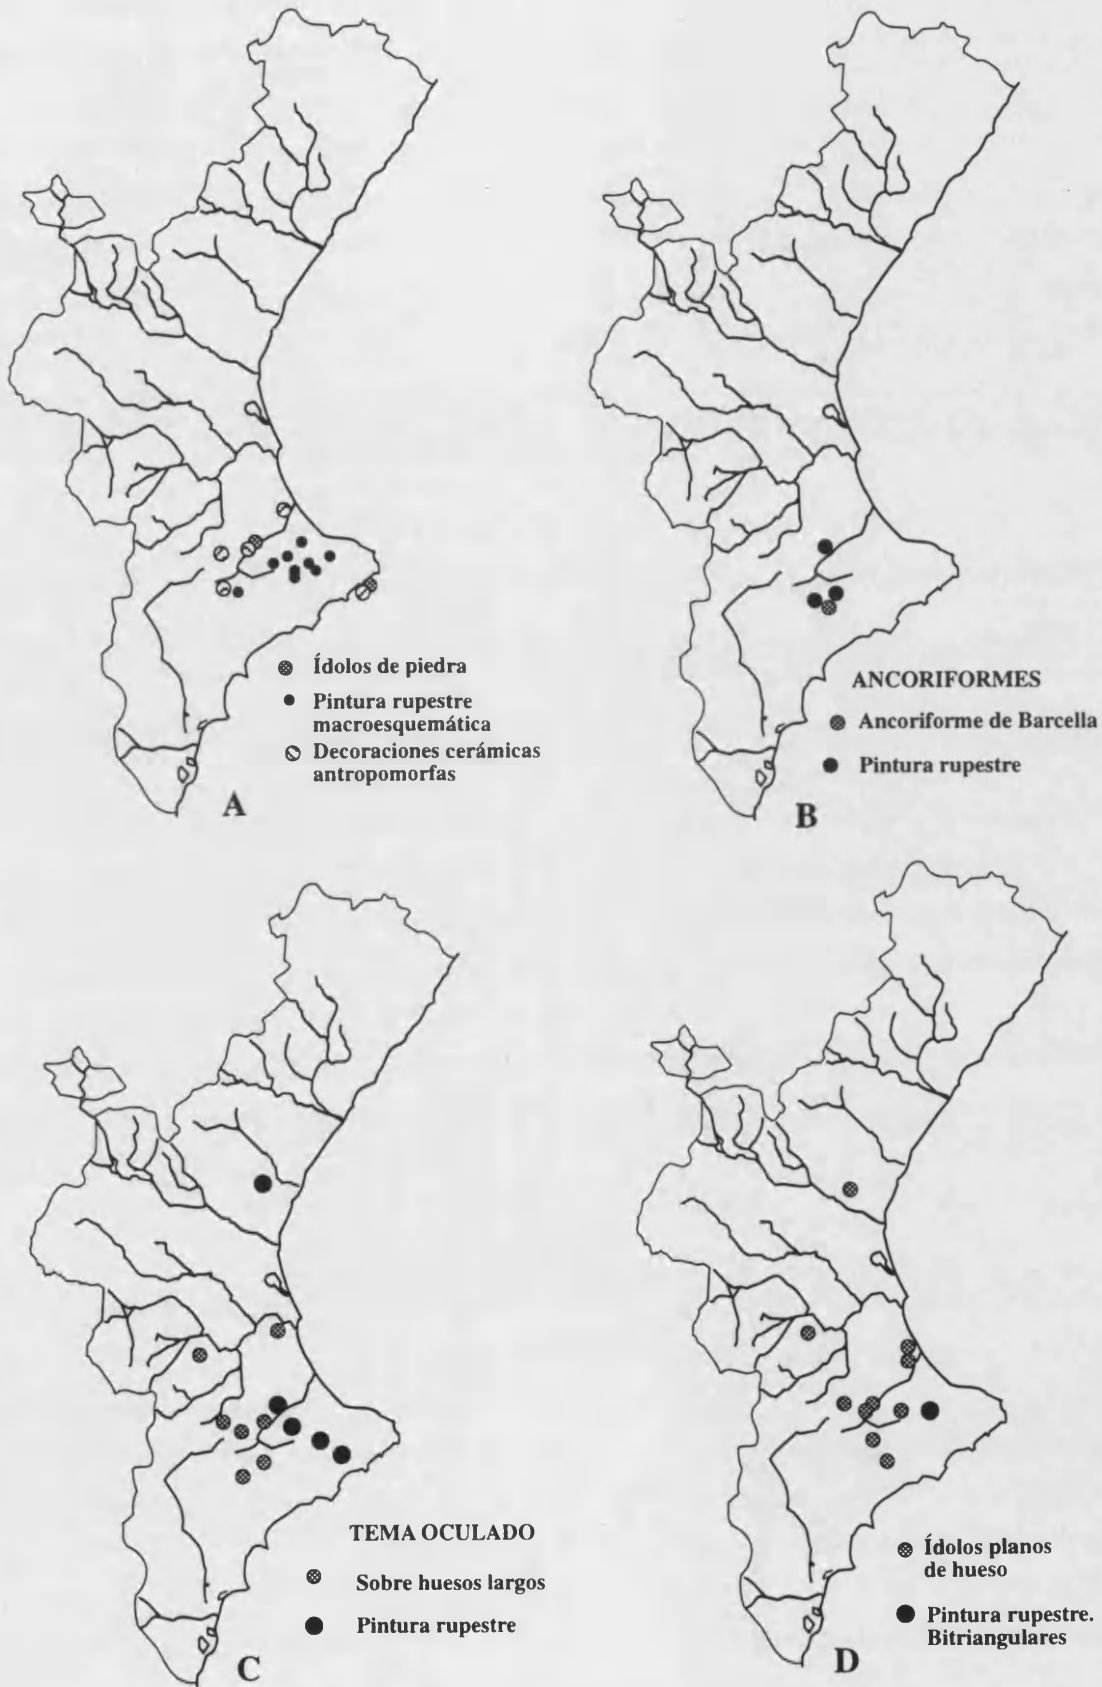 Ídolos de piedra
Pintura rupestre
macroesquemática
Decoraciones cerámicas
antropomorfas
A
ANCORIFORMES
Ancoriforme de Barcella
Pintura rupestre
B
TEMA OCULADO
Sobre huesos largos
Pintura rupestre
C
Ídolos planos
de hueso
Pintura rupestre.
Bitriangulares
D